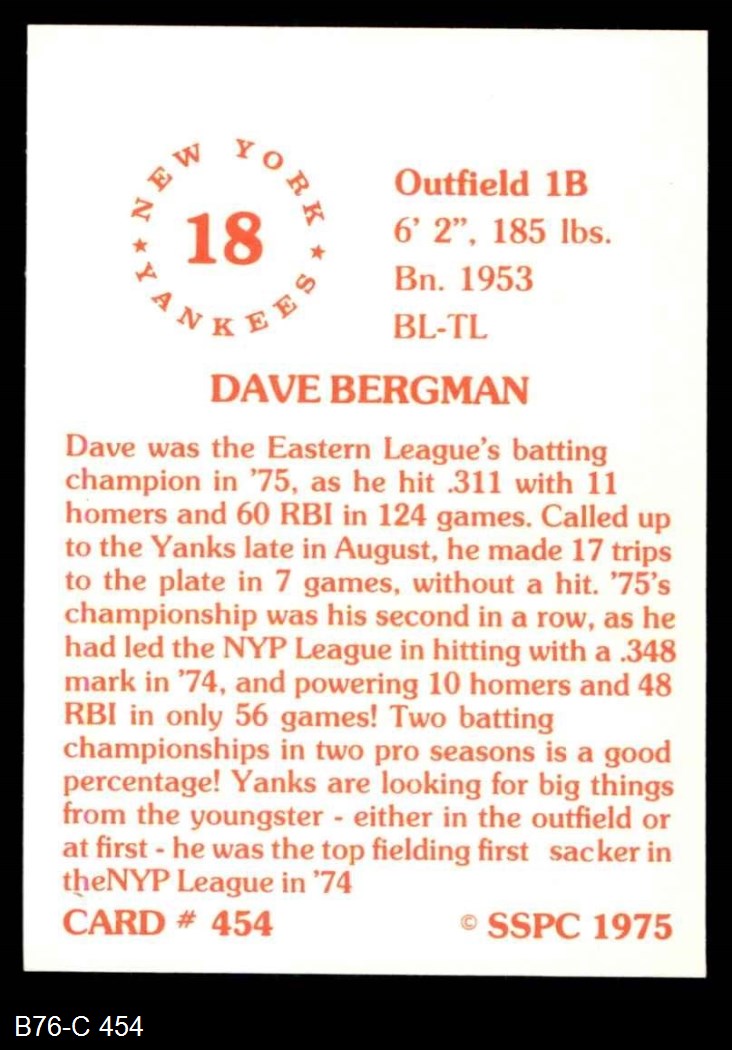 NEW YORK
18
★ YANKEES ★
Outfield 1B
6' 2”, 185 lbs.
Bn. 1953
BL-TL
DAVE BERGMAN
Dave was the Eastern League's batting
champion in '75, as he hit .311 with 11
homers and 60 RBI in 124 games. Called up
to the Yanks late in August, he made 17 trips
to the plate in 7 games, without a hit. '75's
championship was his second in a row, as he
had led the NYP League in hitting with a .348
mark in '74, and powering 10 homers and 48
RBI in only 56 games! Two batting
championships in two pro seasons is a good
percentage! Yanks are looking for big things
from the youngster - either in the outfield or
at first - he was the top fielding first sacker in
theNYP League in '74
CARD # 454 © SSPC 1975
B76-C 454